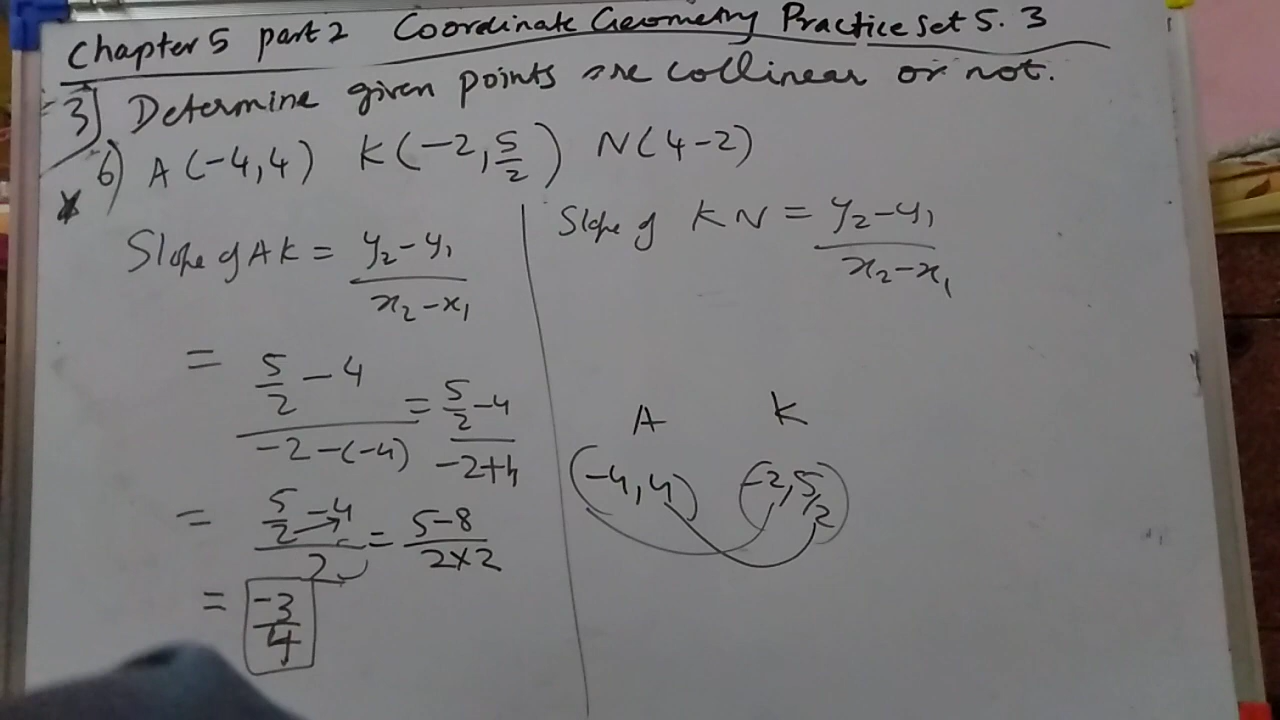 Chapter 5 part 2 Coordinate Geometry Practice set 5.3
3) Determine given points are collinear or not.
6) A(-4,4) K(-2,5/2) N(4-2)
Slope of AK = y₂-y₁/x₂-x₁
= 5/2-4/-2-(-4) = 5/2-4/-2+4
= 5/2-4/2 = 5-8/2×2
= -3/4
Slope of KN = y₂-y₁/x₂-x₁
A K
(-4,4) (-2,5/2)